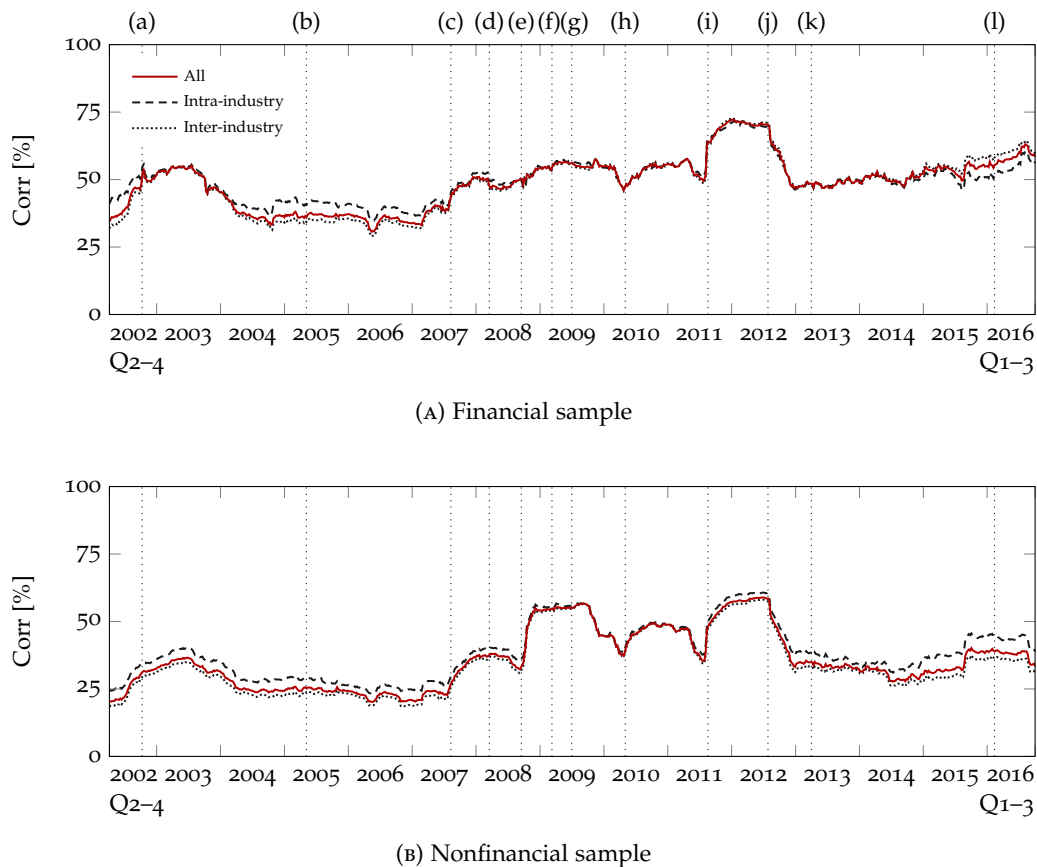 (a) (b) (c) (d) (e) (f) (g) (h) (i) (j) (k) (l)
100
All
Intra-industry
Inter-industry
75
50
25
0
Corr [%]
2002 2003 2004 2005 2006 2007 2008 2009 2010 2011 2012 2013 2014 2015 2016
Q2–4 Q1–3
(A) Financial sample
100
75
50
25
0
Corr [%]
2002 2003 2004 2005 2006 2007 2008 2009 2010 2011 2012 2013 2014 2015 2016
Q2–4 Q1–3
(B) Nonfinancial sample